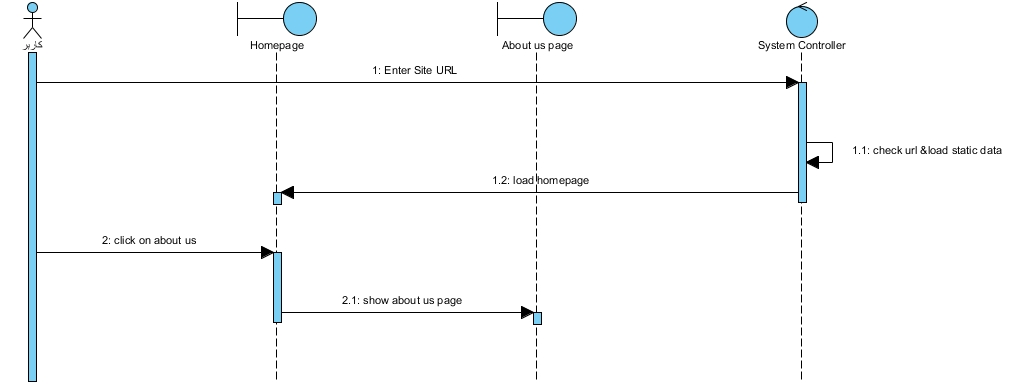 کاربر
Homepage
About us page
System Controller
1: Enter Site URL
1.1: check url &load static data
1.2: load homepage
2: click on about us
2.1: show about us page